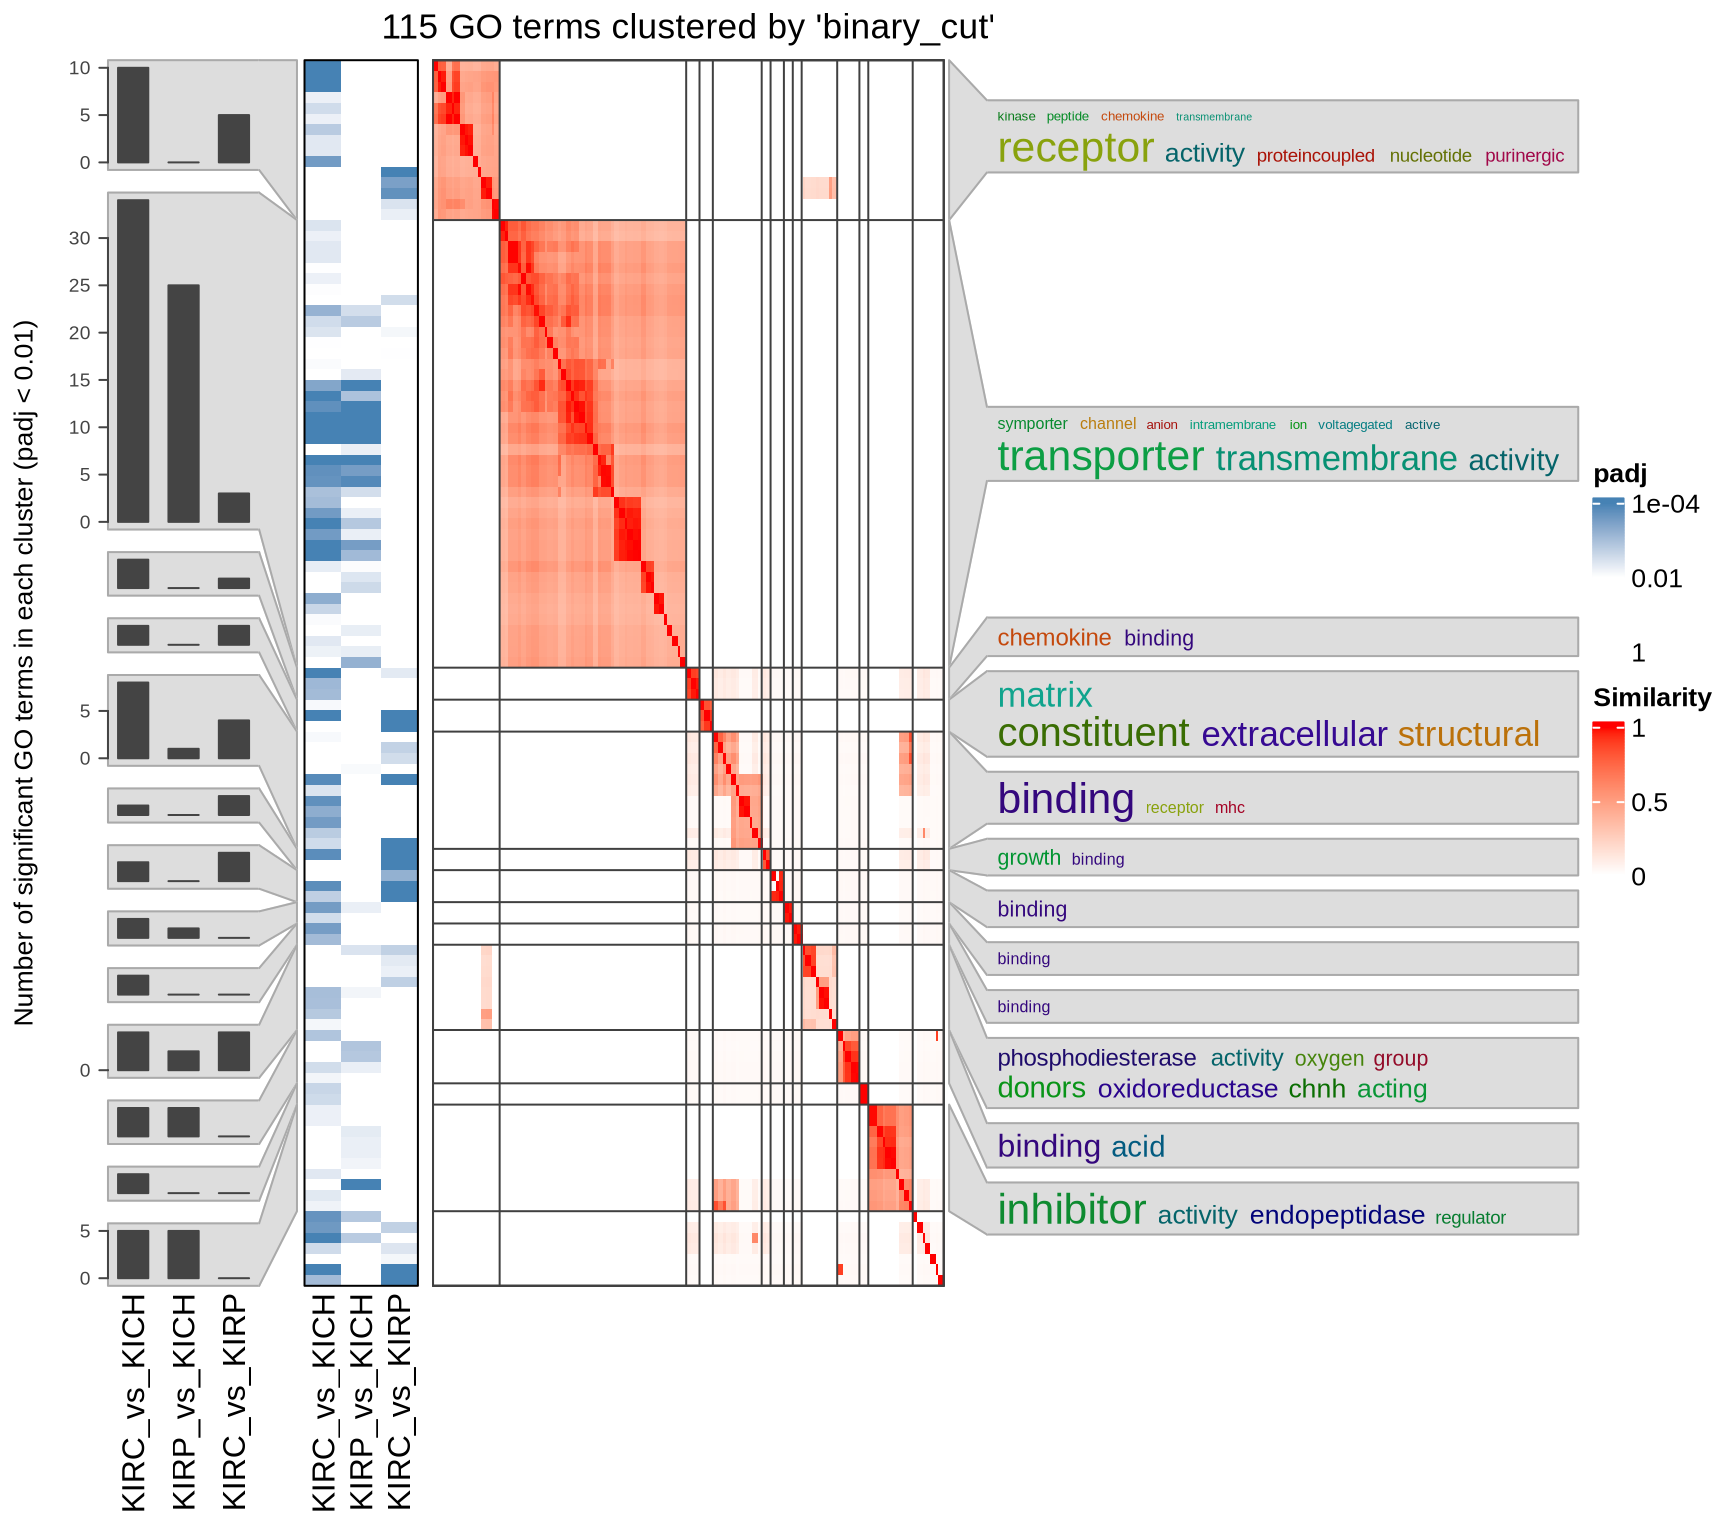 115 GO terms clustered by 'binary_cut'
Number of significant GO terms in each cluster (padj < 0.01)
10
5
0
30
25
20
15
10
5
0
5
0
0
5
0
KIRC_vs_KICH
KIRP_vs_KICH
KIRC_vs_KIRP
KIRC_vs_KICH
KIRP_vs_KICH
KIRC_vs_KIRP
kinase peptide chemokine transmembrane
receptor activity proteincoupled nucleotide purinergic
symporter channel anion intramembrane ion voltagegated active
transporter transmembrane activity
chemokine binding
matrix
constituent extracellular structural
binding receptor mhc
growth binding
binding
binding
binding
phosphodiesterase activity oxygen group
donors oxidoreductase chnh acting
binding acid
inhibitor activity endopeptidase regulator
padj
1e-04
0.01
1
Similarity
1
0.5
0